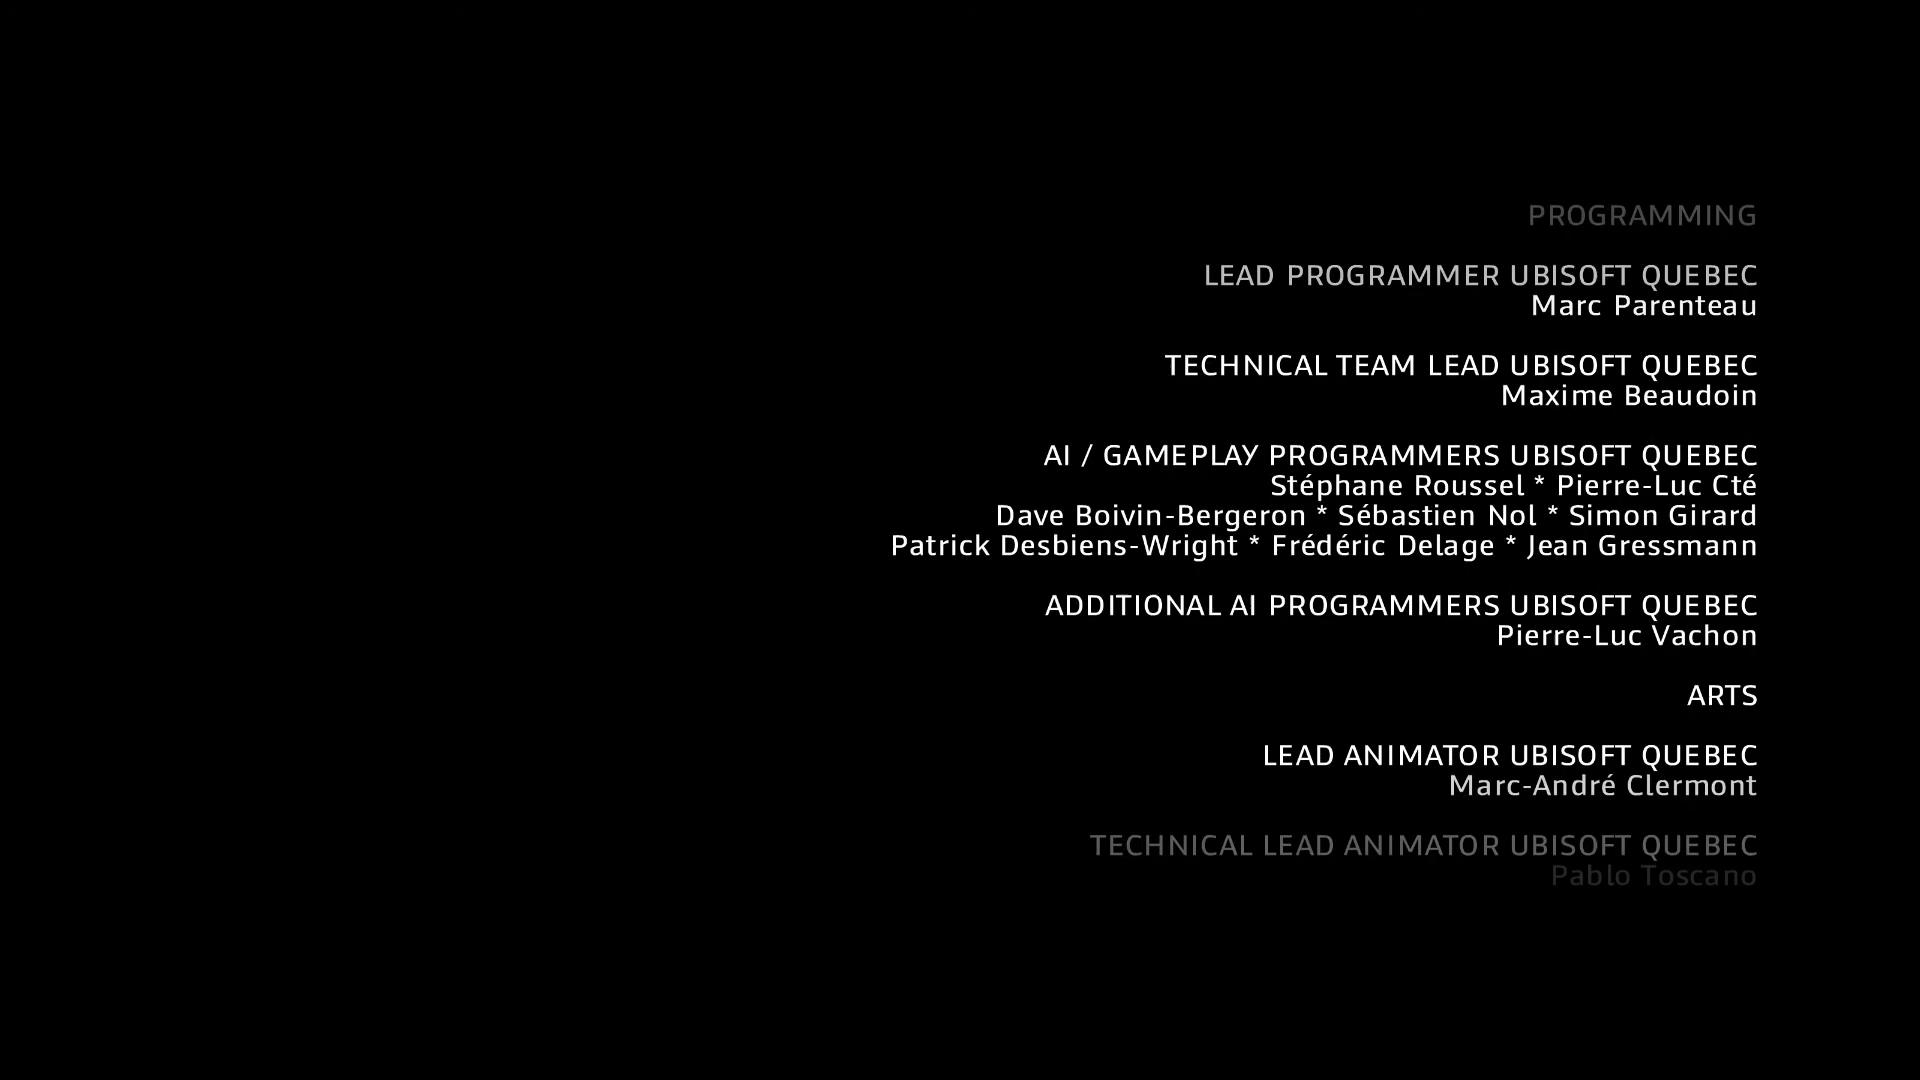 PROGRAMMING
LEAD PROGRAMMER UBISOFT QUEBEC
Marc Parenteau
TECHNICAL TEAM LEAD UBISOFT QUEBEC
Maxime Beaudoin
AI / GAMEPLAY PROGRAMMERS UBISOFT QUEBEC
Stéphane Roussel * Pierre-Luc Cté
Dave Boivin-Bergeron * Sébastien Nol * Simon Girard
Patrick Desbiens-Wright * Frédéric Delage * Jean Gressmann
ADDITIONAL AI PROGRAMMERS UBISOFT QUEBEC
Pierre-Luc Vachon
ARTS
LEAD ANIMATOR UBISOFT QUEBEC
Marc-André Clermont
TECHNICAL LEAD ANIMATOR UBISOFT QUEBEC
Pablo Toscano